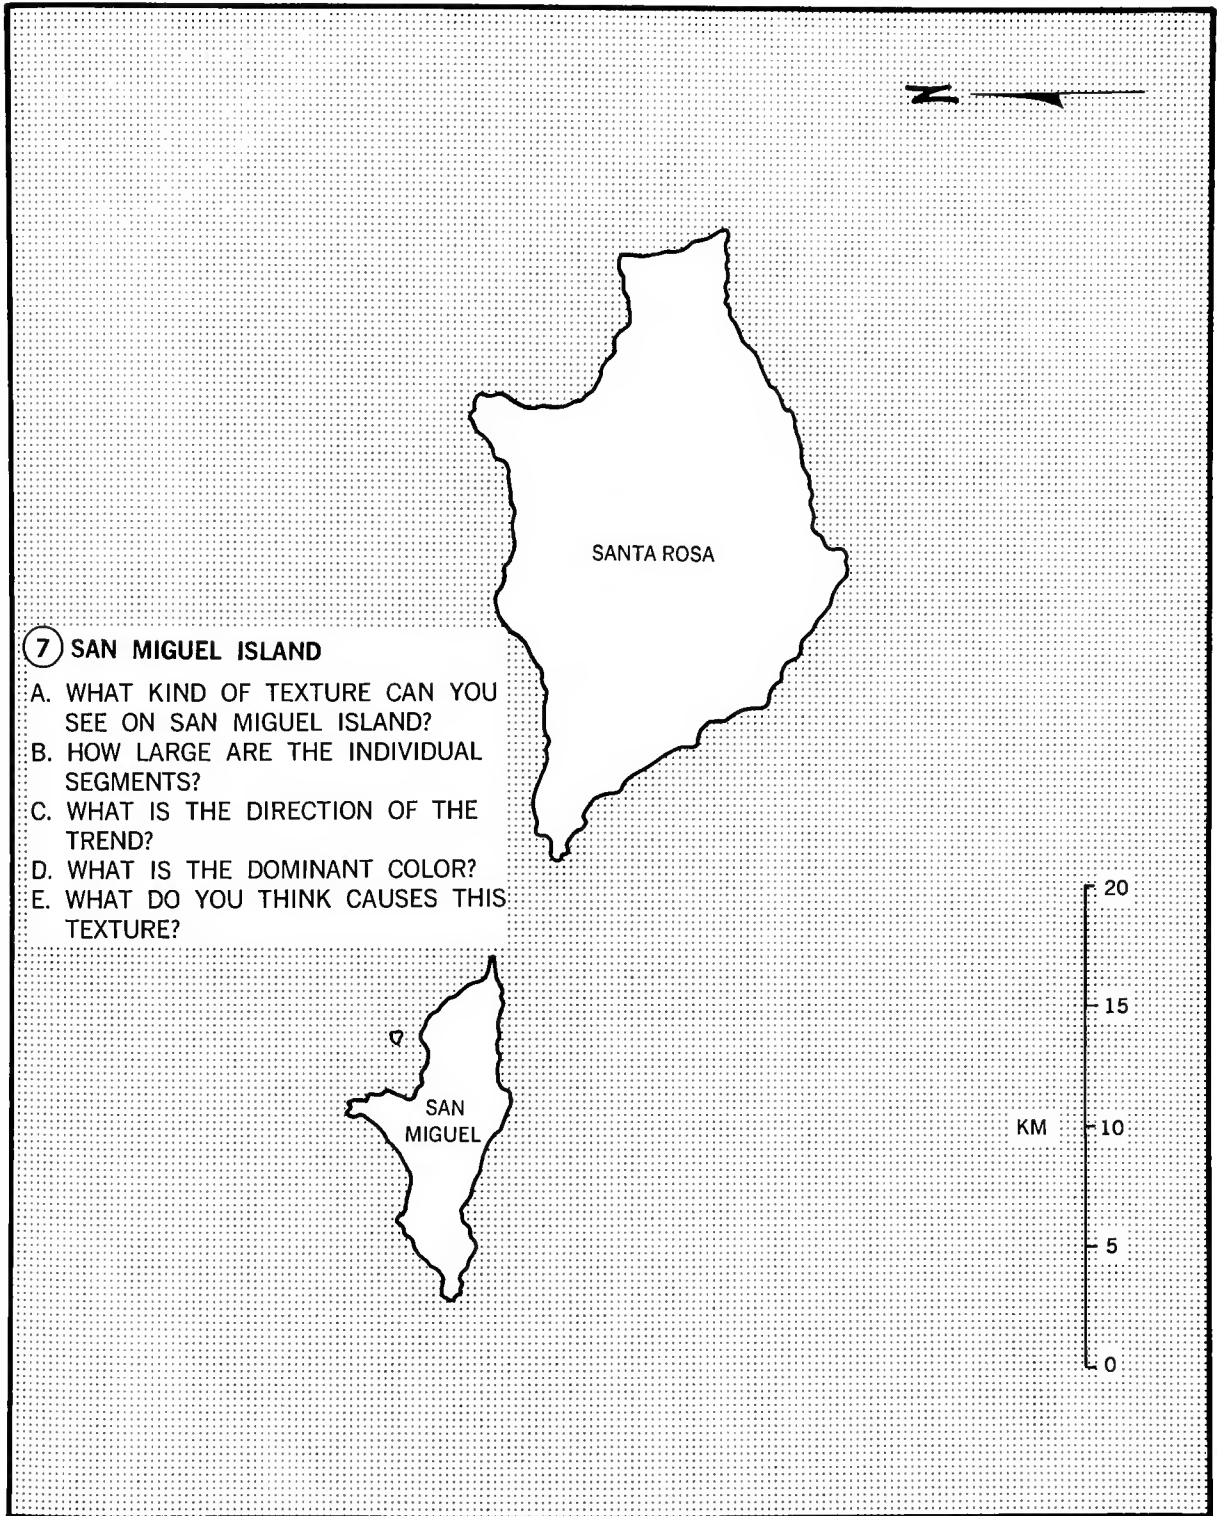 N
SANTA ROSA
7 SAN MIGUEL ISLAND
A. WHAT KIND OF TEXTURE CAN YOU
SEE ON SAN MIGUEL ISLAND?
B. HOW LARGE ARE THE INDIVIDUAL
SEGMENTS?
C. WHAT IS THE DIRECTION OF THE
TREND?
D. WHAT IS THE DOMINANT COLOR?
E. WHAT DO YOU THINK CAUSES THIS
TEXTURE?
SAN
MIGUEL
KM
20
15
10
5
0